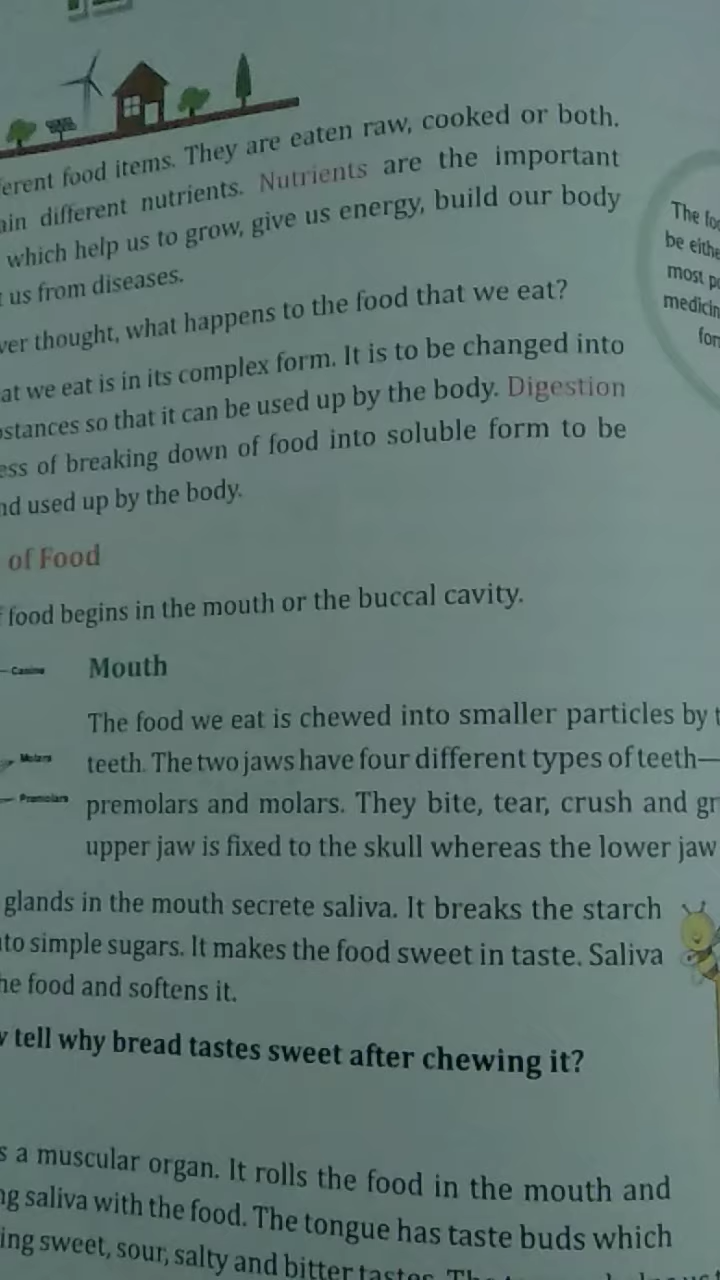 erent food items. They are eaten raw, cooked or both.
ain different nutrients. Nutrients are the important
which help us to grow, give us energy, build our body
us from diseases.
ver thought, what happens to the food that we eat?
at we eat is in its complex form. It is to be changed into
stances so that it can be used up by the body. Digestion
ess of breaking down of food into soluble form to be
nd used up by the body.
of Food
food begins in the mouth or the buccal cavity.
Canine
Mouth
The food we eat is chewed into smaller particles by t
Molars
teeth. The two jaws have four different types of teeth—
Premolars
premolars and molars. They bite, tear, crush and gr
upper jaw is fixed to the skull whereas the lower jaw
glands in the mouth secrete saliva. It breaks the starch
to simple sugars. It makes the food sweet in taste. Saliva
he food and softens it.
tell why bread tastes sweet after chewing it?
s a muscular organ. It rolls the food in the mouth and
ng saliva with the food. The tongue has taste buds which
ing sweet, sour, salty and bitter tastes.
The foo
be eithe
most po
medicin
for